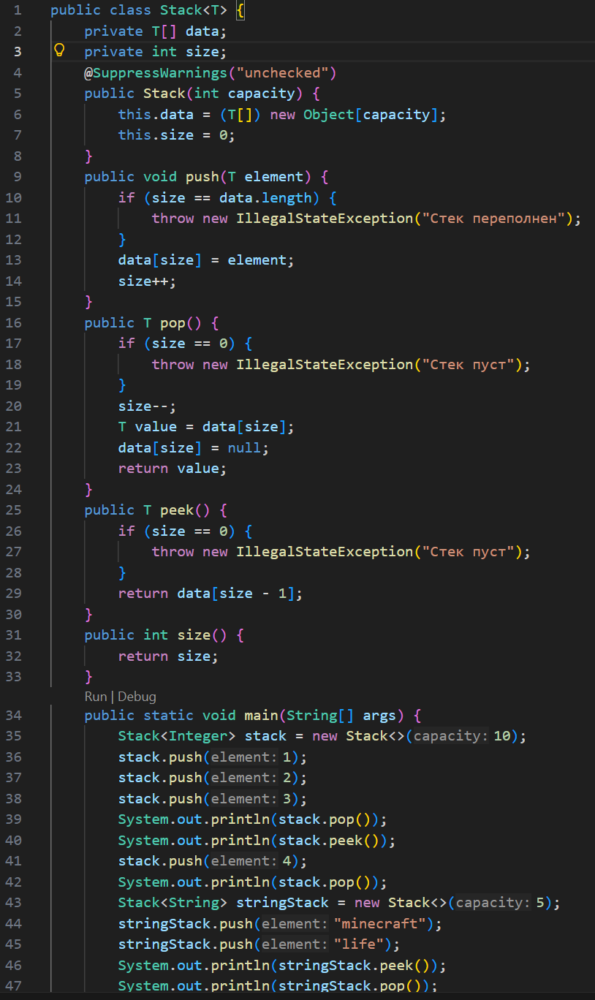 1 public class Stack<T> {
2 private T[] data;
3 private int size;
4 @SuppressWarnings("unchecked")
5 public Stack(int capacity) {
6 this.data = (T[]) new Object[capacity];
7 this.size = 0;
8 }
9 public void push(T element) {
10 if (size == data.length) {
11 throw new IllegalStateException("Стек переполнен");
12 }
13 data[size] = element;
14 size++;
15 }
16 public T pop() {
17 if (size == 0) {
18 throw new IllegalStateException("Стек пуст");
19 }
20 size--;
21 T value = data[size];
22 data[size] = null;
23 return value;
24 }
25 public T peek() {
26 if (size == 0) {
27 throw new IllegalStateException("Стек пуст");
28 }
29 return data[size - 1];
30 }
31 public int size() {
32 return size;
33 }
Run | Debug
34 public static void main(String[] args) {
35 Stack<Integer> stack = new Stack<>(capacity: 10);
36 stack.push(element: 1);
37 stack.push(element: 2);
38 stack.push(element: 3);
39 System.out.println(stack.pop());
40 System.out.println(stack.peek());
41 stack.push(element: 4);
42 System.out.println(stack.pop());
43 Stack<String> stringStack = new Stack<>(capacity: 5);
44 stringStack.push(element: "minecraft");
45 stringStack.push(element: "life");
46 System.out.println(stringStack.peek());
47 System.out.println(stringStack.pop());